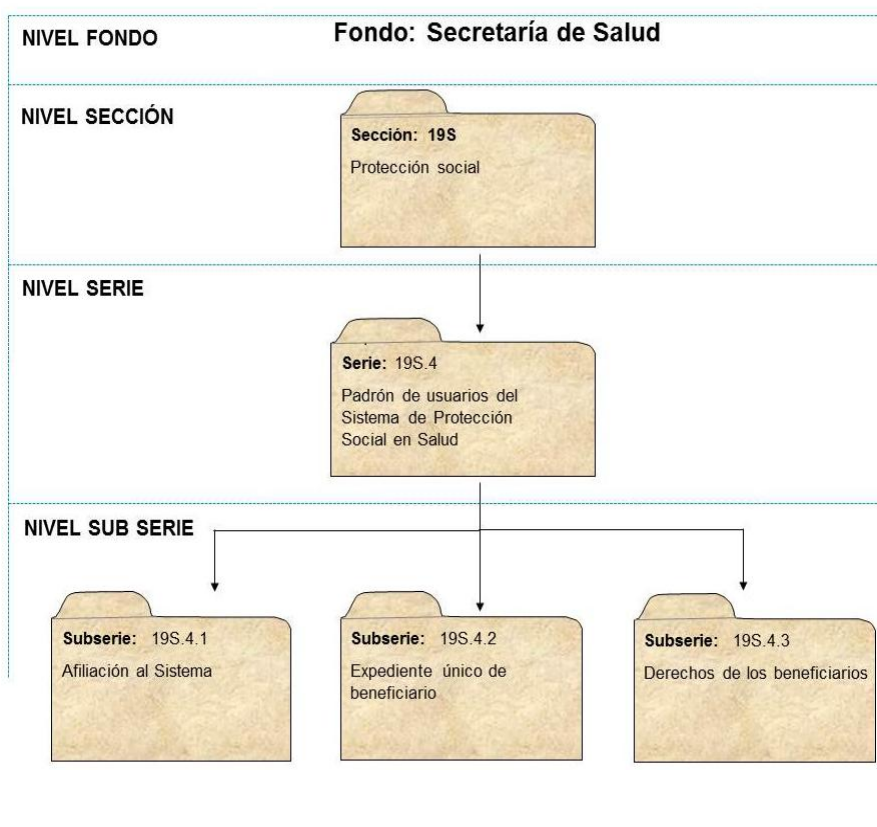 NIVEL FONDO
Fondo: Secretaría de Salud
NIVEL SECCIÓN
Sección: 19S
Protección social
NIVEL SERIE
Serie: 19S.4
Padrón de usuarios del
Sistema de Protección
Social en Salud
NIVEL SUB SERIE
Subserie: 19S.4.1
Afiliación al Sistema
Subserie: 19S.4.2
Expediente único de
beneficiario
Subserie: 19S.4.3
Derechos de los beneficiarios